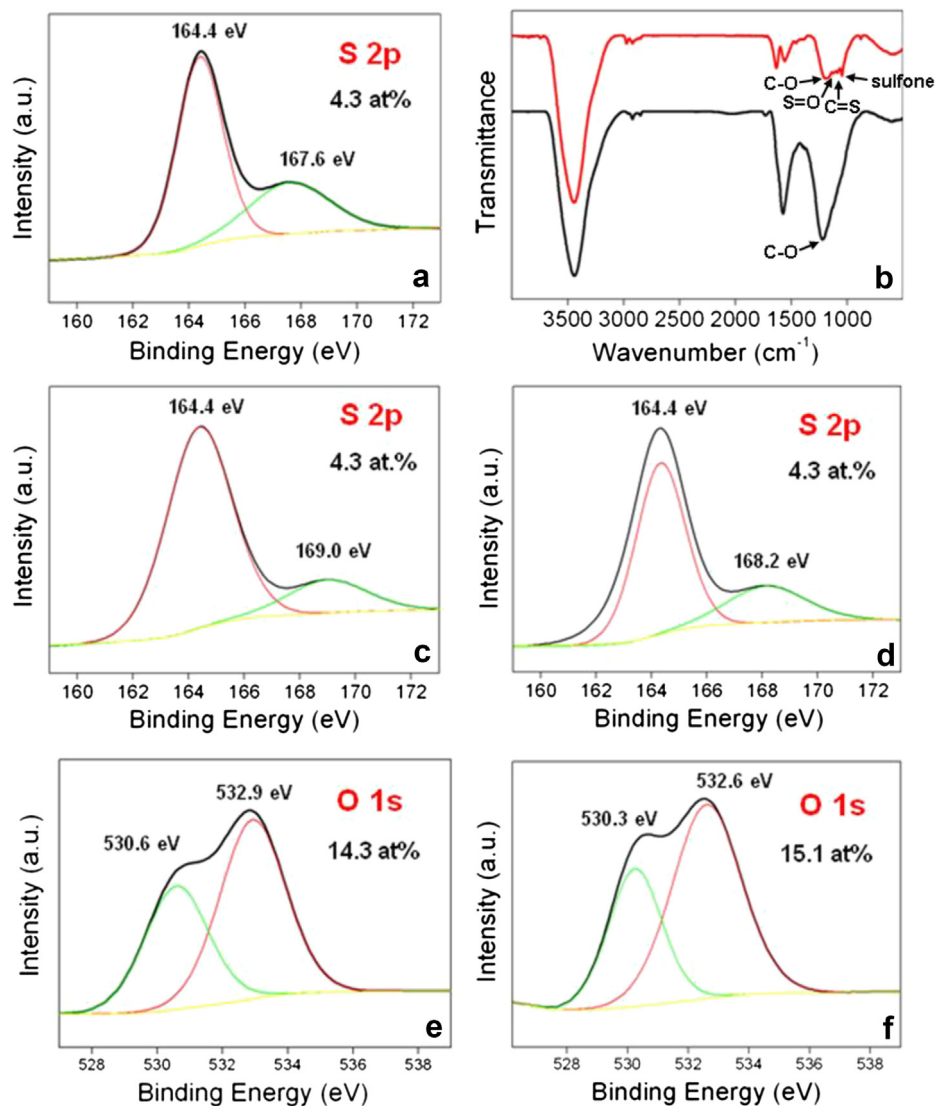 164.4 eV
S 2p
4.3 at%
167.6 eV
Intensity (a.u.)
a
160 162 164 166 168 170 172
Binding Energy (eV)
C-O
S=O
C=S
sulfone
C-O
Transmittance
b
3500 3000 2500 2000 1500 1000
Wavenumber (cm⁻¹)
164.4 eV
S 2p
4.3 at.%
169.0 eV
Intensity (a.u.)
c
160 162 164 166 168 170 172
Binding Energy (eV)
164.4 eV
S 2p
4.3 at.%
168.2 eV
Intensity (a.u.)
d
160 162 164 166 168 170 172
Binding Energy (eV)
532.9 eV
O 1s
530.6 eV
14.3 at%
Intensity (a.u.)
e
528 530 532 534 536 538
Binding Energy (eV)
532.6 eV
O 1s
530.3 eV
15.1 at%
Intensity (a.u.)
f
528 530 532 534 536 538
Binding Energy (eV)